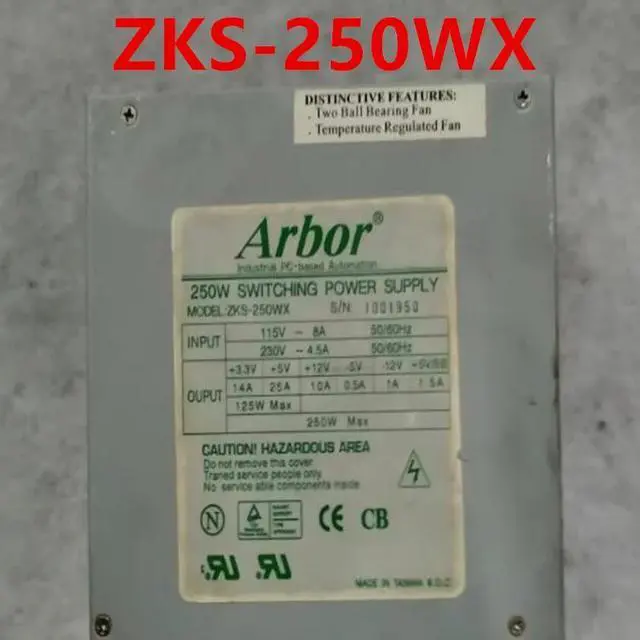 ZKS-250WX
DISTINCTIVE FEATURES:
. Two Ball Bearing Fan
. Temperature Regulated Fan
Arbor®
Industrial PC-based Automation
250W SWITCHING POWER SUPPLY
MODEL:ZKS-250WX S/N 1001950
INPUT 115V ~ 8A 50/60Hz
230V ~ 4.5A 50/60Hz
OUPUT +3.3V +5V +12V -5V -12V +5VSB
14A 25A 10A 0.5A 1A 1.5A
125W Max
250W Max
CAUTION! HAZARDOUS AREA
Do not remove this cover
Traned service people only
No service able components inside
N CE CB
MADE IN TAIWAN R.O.C